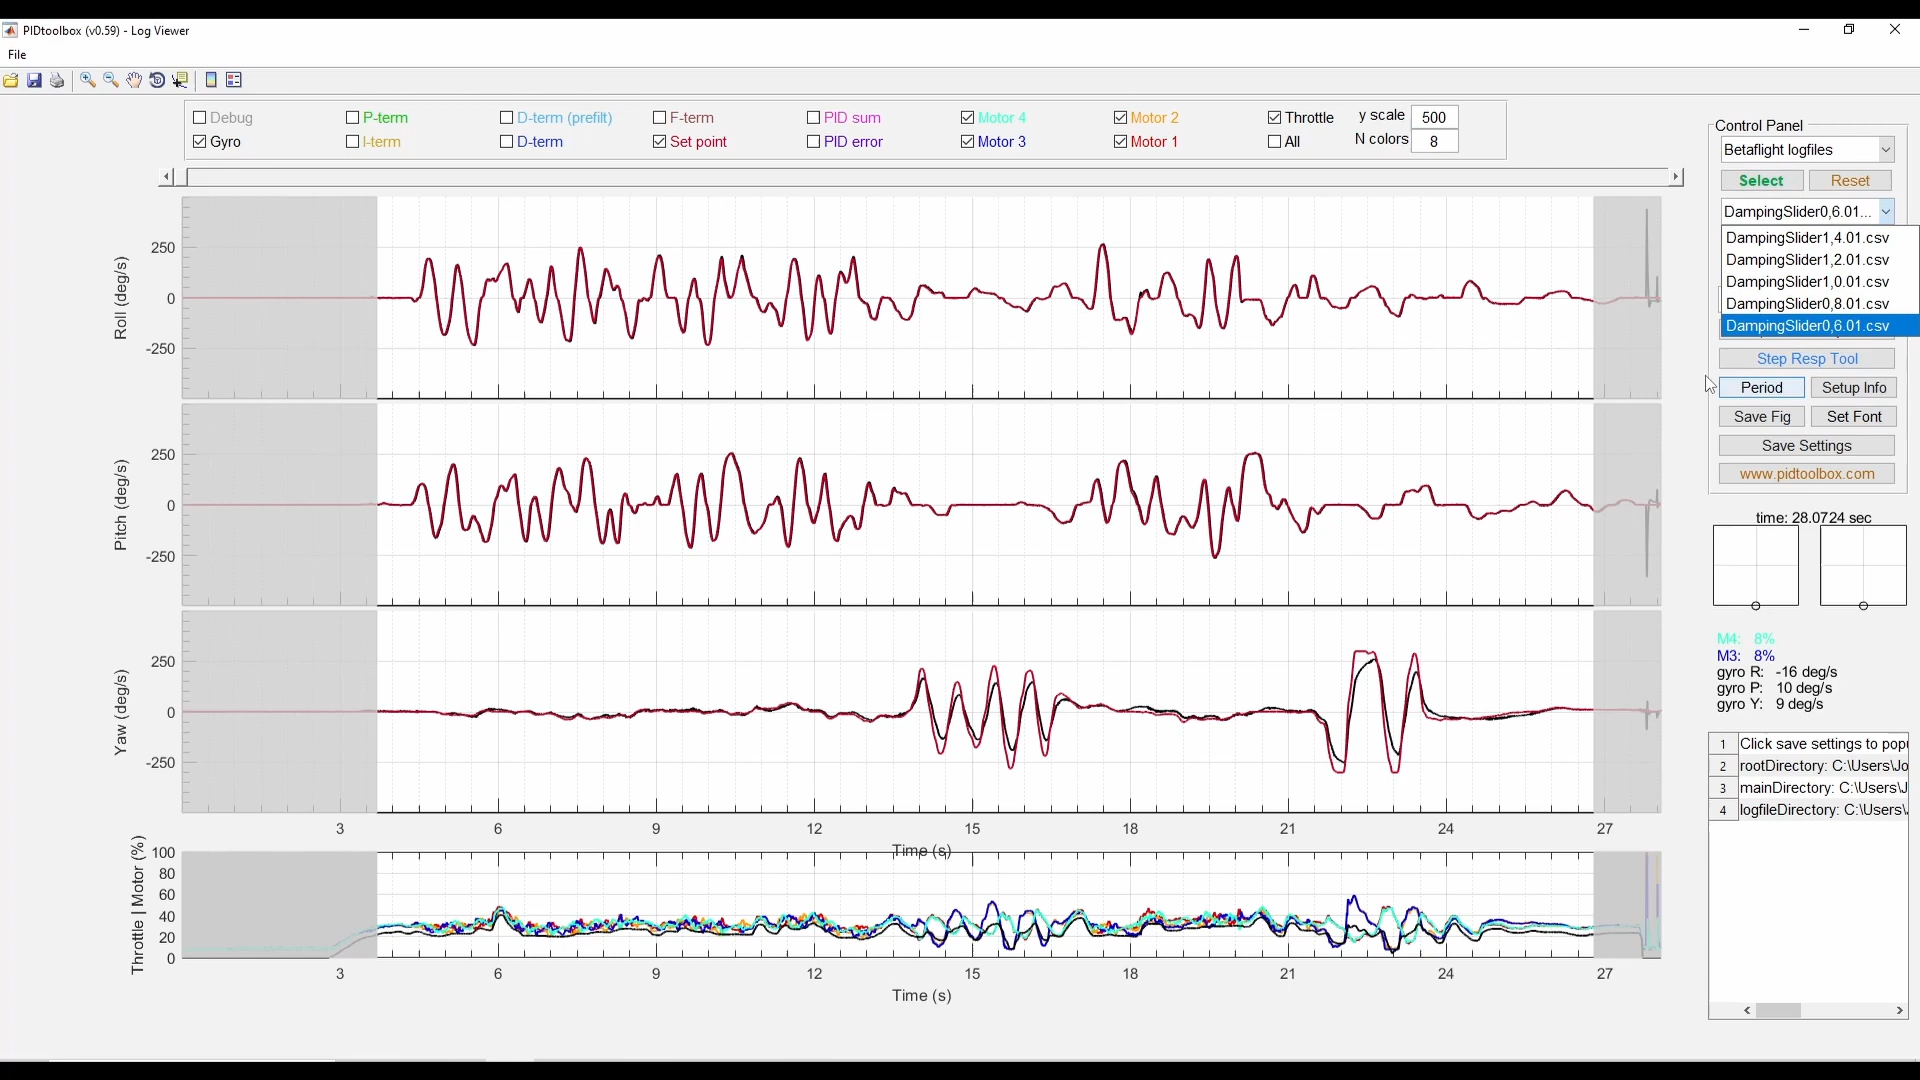 PIDtoolbox (v0.59) - Log Viewer
File
Debug P-term D-term (prefilt) F-term PID sum Motor 4 Motor 2 Throttle y scale 500
Gyro I-term D-term Set point PID error Motor 3 Motor 1 All N colors 8
Control Panel
Betaflight logfiles
Select Reset
DampingSlider0,6.01...
DampingSlider1,4.01.csv
DampingSlider1,2.01.csv
DampingSlider1,0.01.csv
DampingSlider0,8.01.csv
DampingSlider0,6.01.csv
Step Resp Tool
Period Setup Info
Save Fig Set Font
Save Settings
www.pidtoolbox.com
time: 28.0724 sec
M4: 8%
M3: 8%
gyro R: -16 deg/s
gyro P: 10 deg/s
gyro Y: 9 deg/s
1 Click save settings to pop
2 rootDirectory: C:\Users\Jo
3 mainDirectory: C:\Users\J
4 logfileDirectory: C:\Users\
Roll (deg/s)
250
0
-250
Pitch (deg/s)
250
0
-250
Yaw (deg/s)
250
0
-250
3 6 9 12 15 18 21 24 27
Time (s)
Throttle | Motor (%)
100
80
60
40
20
0
3 6 9 12 15 18 21 24 27
Time (s)